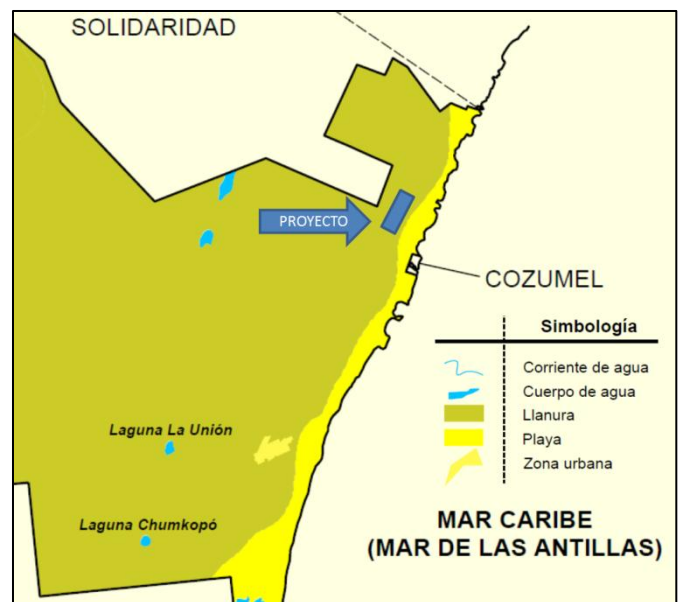 SOLIDARIDAD
PROYECTO
COZUMEL
Simbología
Corriente de agua
Cuerpo de agua
Llanura
Playa
Zona urbana
Laguna La Unión
Laguna Chumkopó
MAR CARIBE
(MAR DE LAS ANTILLAS)